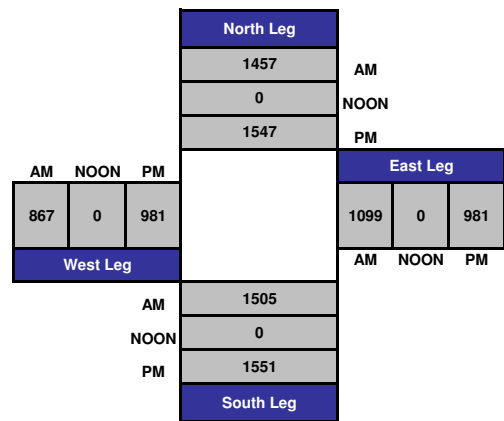 North Leg
1457 AM
0 NOON
1547 PM
AM NOON PM East Leg
867 0 981 1099 0 981
West Leg AM NOON PM
AM 1505
NOON 0
PM 1551
South Leg